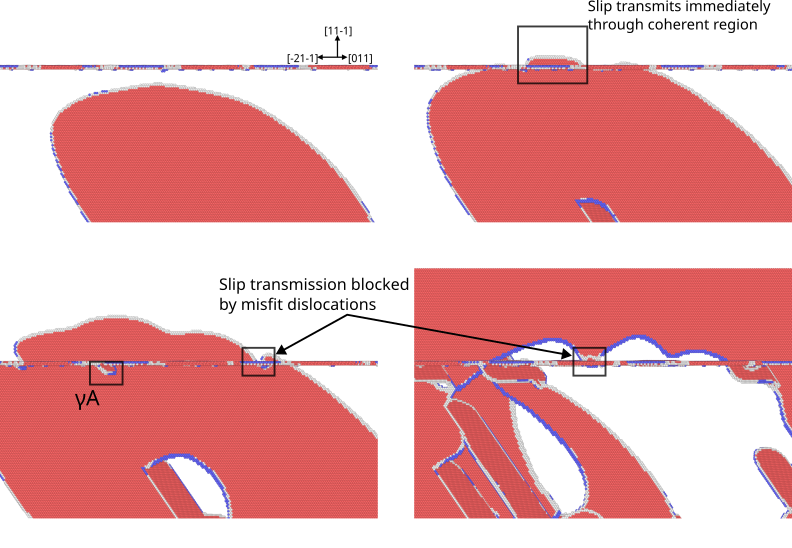 Slip transmits immediately
through coherent region
[11-1]
[-21-1]
[011]
Slip transmission blocked
by misfit dislocations
γA